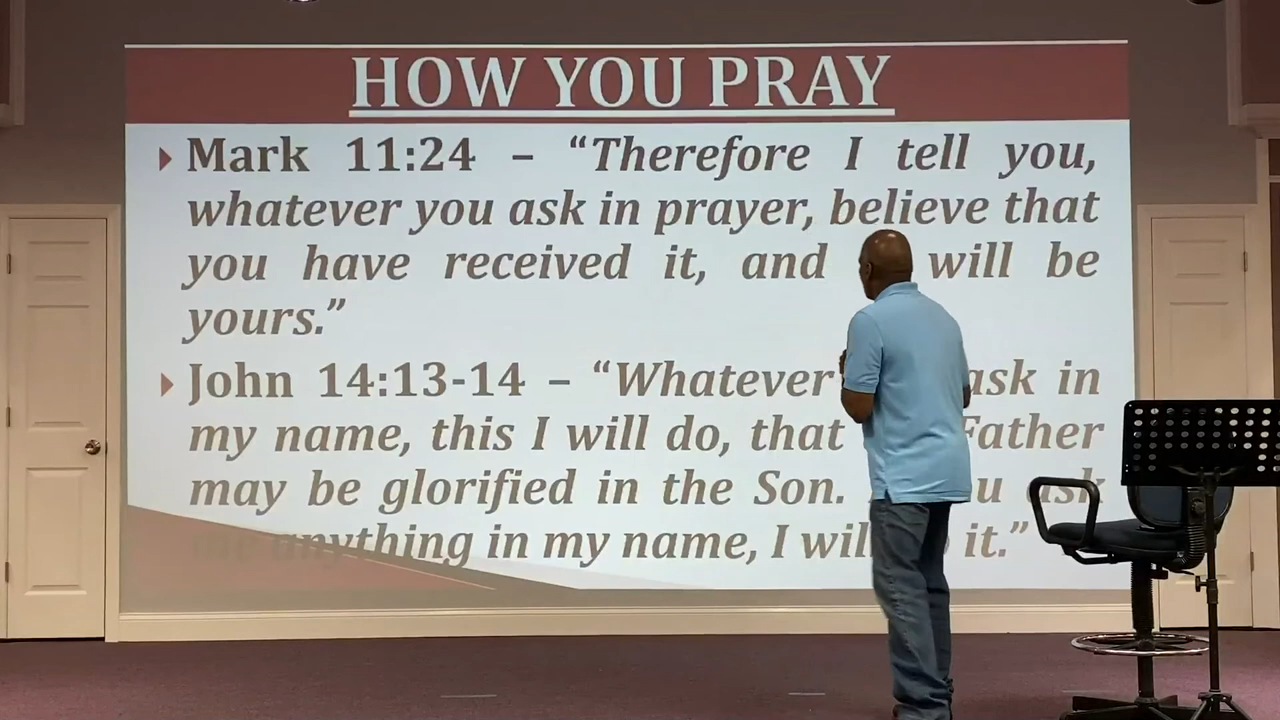 HOW YOU PRAY
Mark 11:24 – “Therefore I tell you,
whatever you ask in prayer, believe that
you have received it, and will be
yours.”
John 14:13-14 – “Whatever ask in
my name, this I will do, that Father
may be glorified in the Son. ask
anything in my name, I will it.”